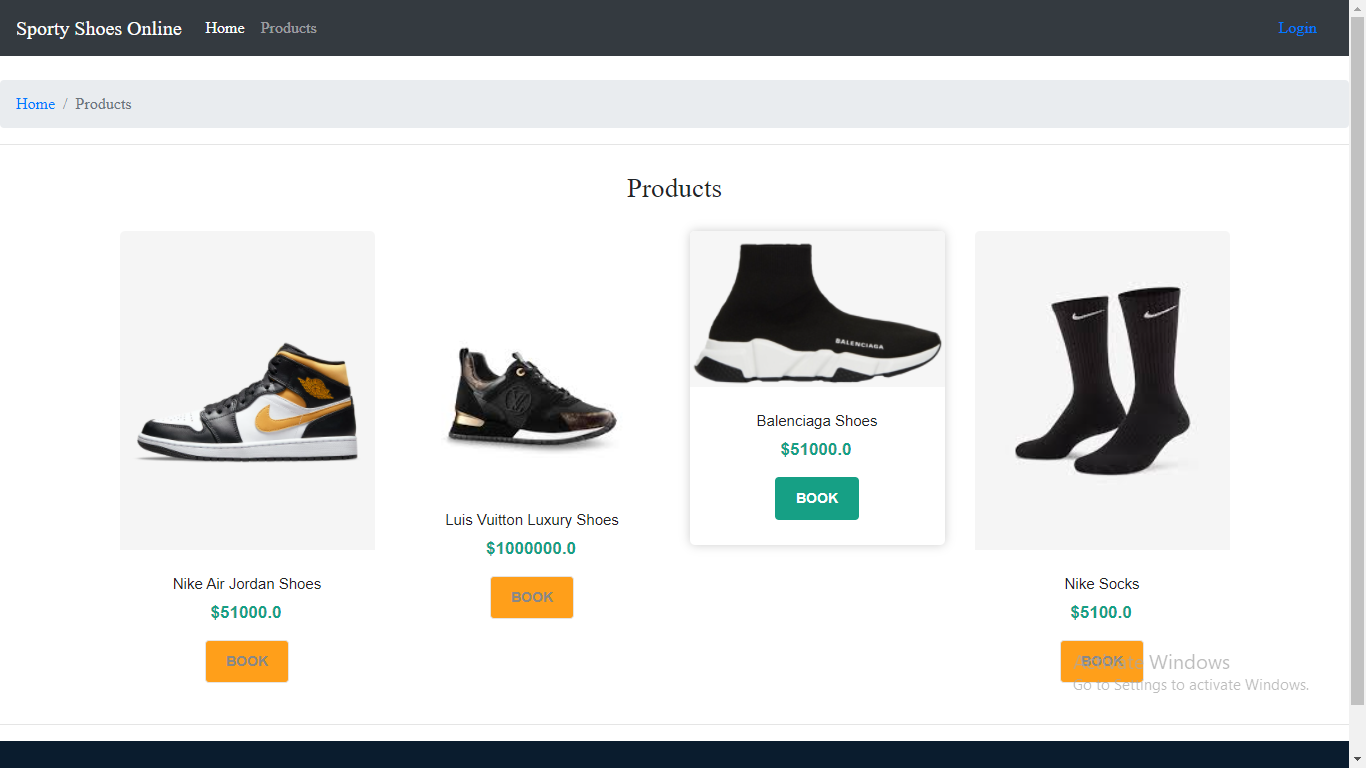 Sporty Shoes Online Home Products Login
Home / Products
Products
BALENCIAGA
Nike Air Jordan Shoes
$51000.0
BOOK
Luis Vuitton Luxury Shoes
$1000000.0
BOOK
Balenciaga Shoes
$51000.0
BOOK
Nike Socks
$5100.0
BOOK
Activate Windows
Go to Settings to activate Windows.